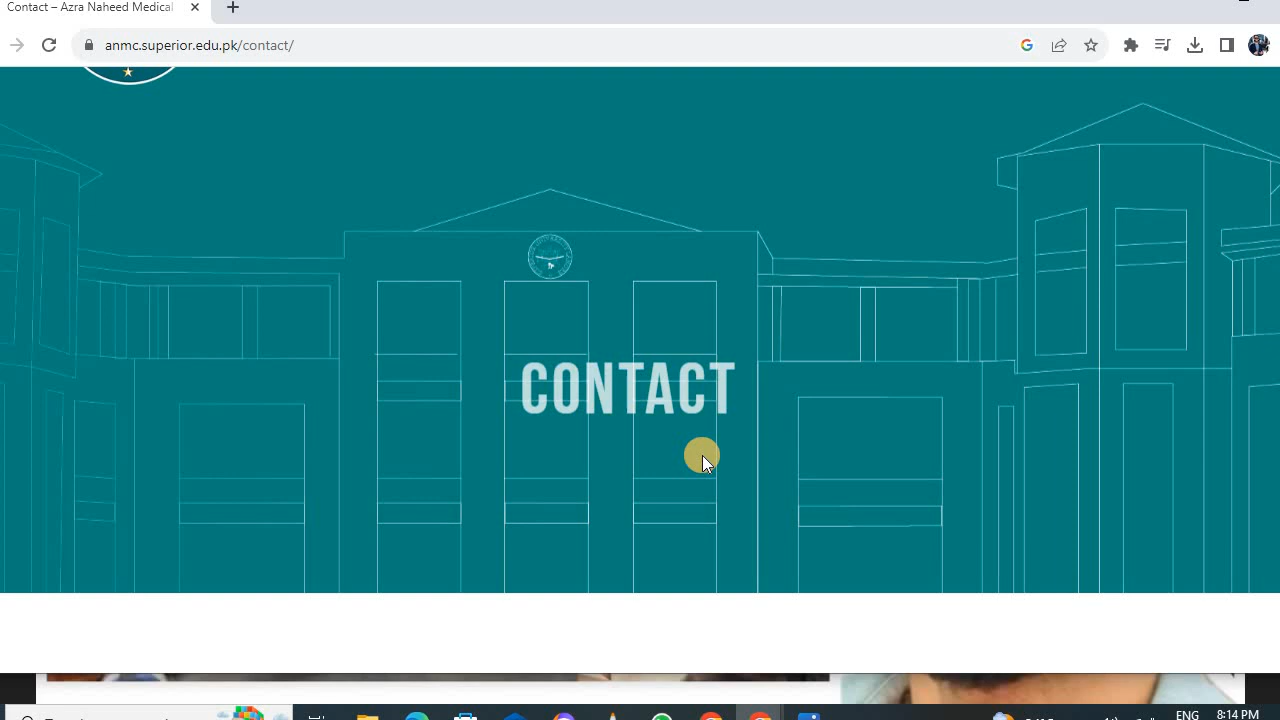 Contact – Azra Naheed Medical
anmc.superior.edu.pk/contact/
CONTACT
ENG
8:14 PM